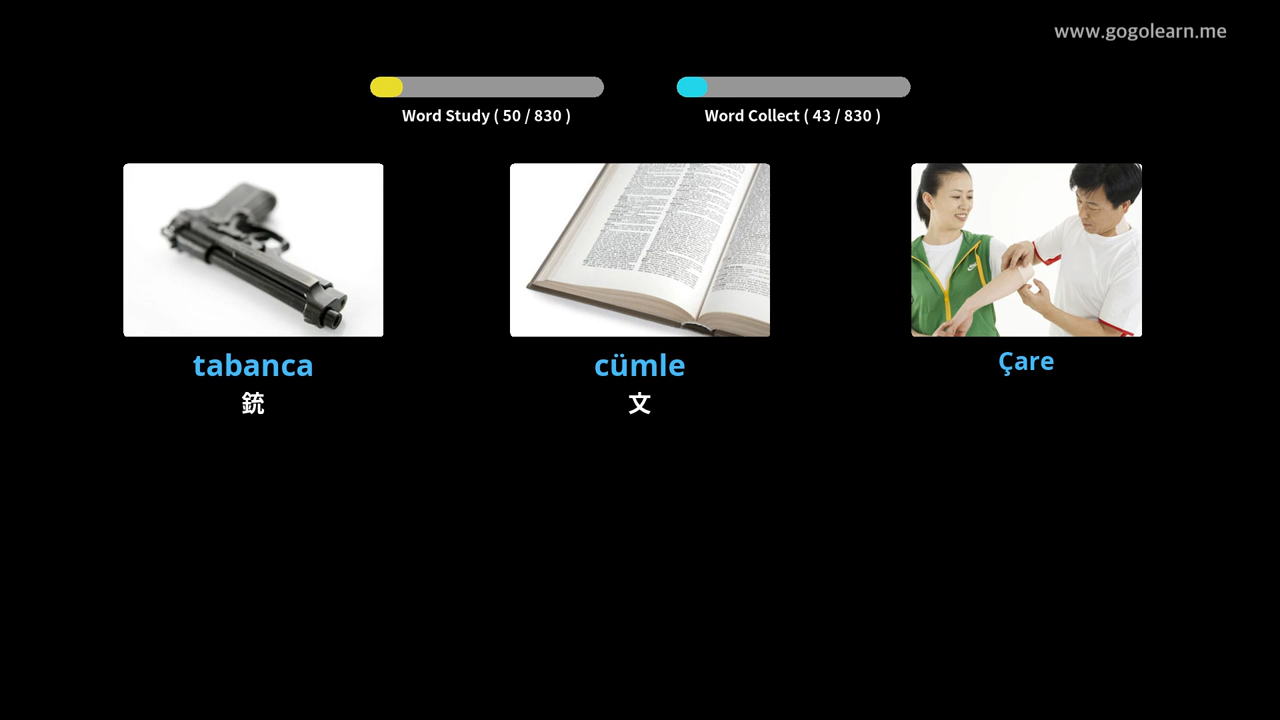 www.gogolearn.me
Word Study ( 50 / 830 )
Word Collect ( 43 / 830 )
tabanca
cümle
Çare
銃
文